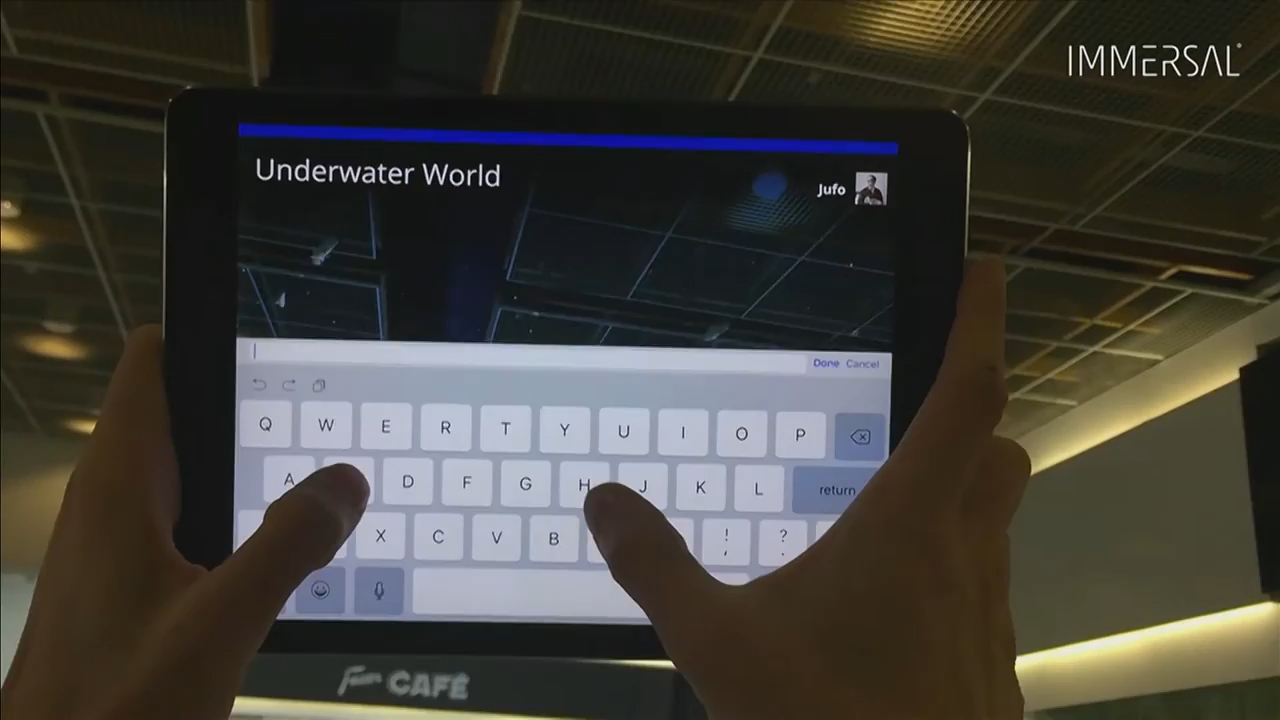 IMMERSAL
Underwater World
Jufo
Done Cancel
Q W E R T Y U I O P
A D F G H J K L return
X C V B ! , ? .
CAFÉ